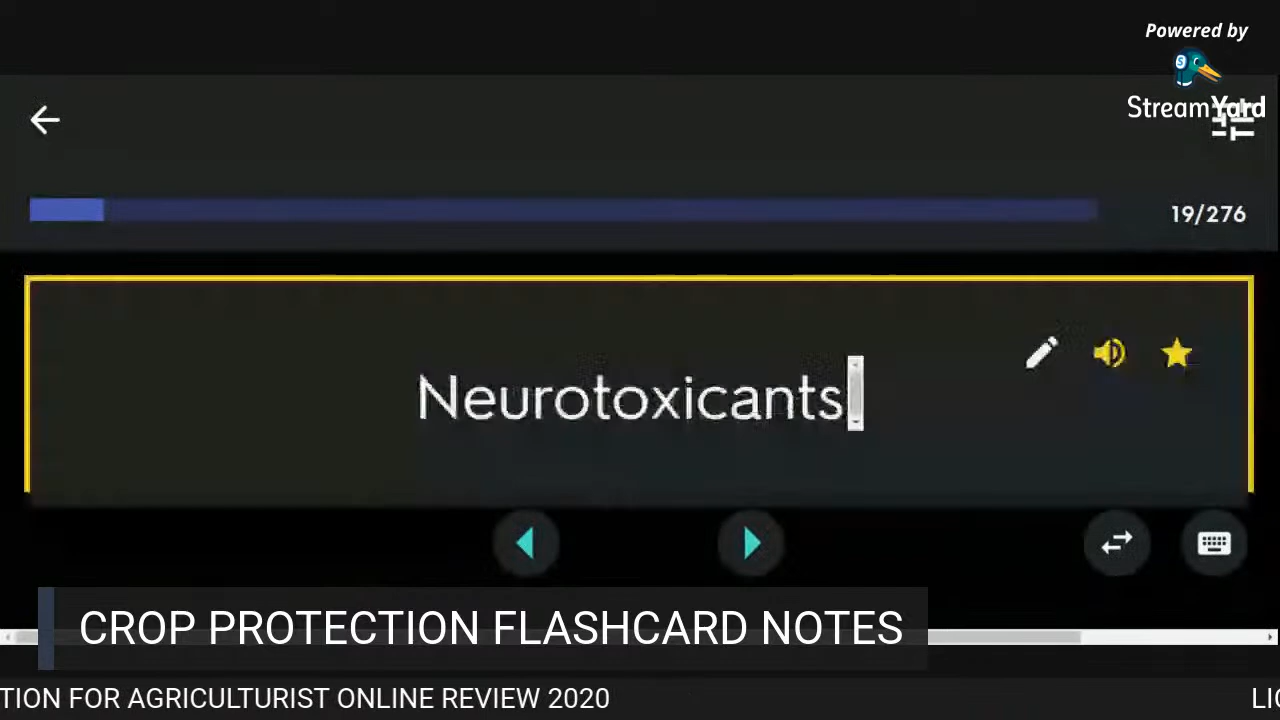 Powered by
StreamYard
19/276
Neurotoxicants
CROP PROTECTION FLASHCARD NOTES
TION FOR AGRICULTURIST ONLINE REVIEW 2020
LIC